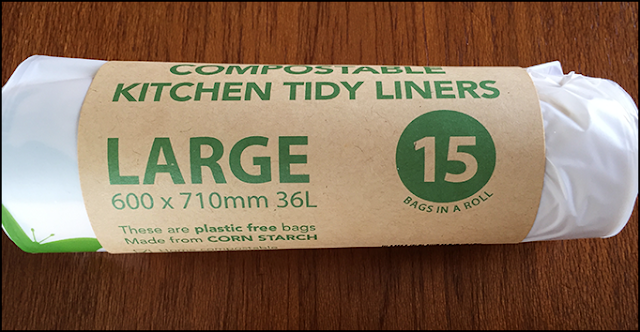 COMPOSTABLE
KITCHEN TIDY LINERS
LARGE
600 x 710mm 36L
15
BAGS IN A ROLL
These are plastic free bags
Made from CORN STARCH